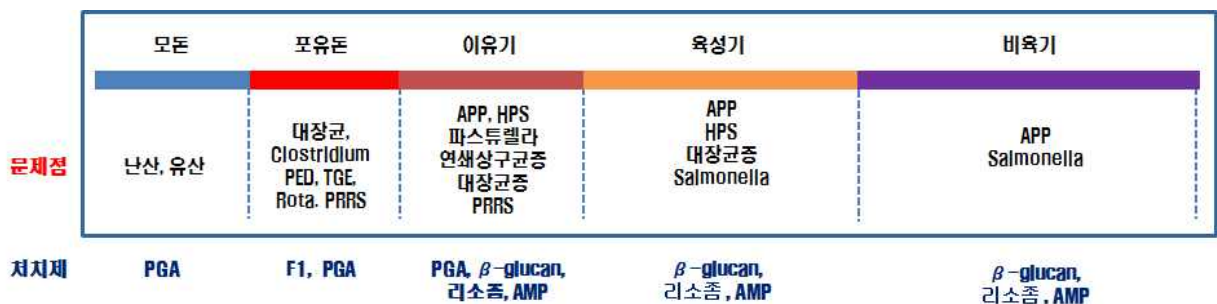 모돈 포유돈 이유기 육성기 비육기
문제점
난산, 유산
대장균,
Clostridium
PED, TGE,
Rota. PRRS
APP, HPS
파스튜렐라
연쇄상구균증
대장균증
PRRS
APP
HPS
대장균증
Salmonella
APP
Salmonella
처치제
PGA
F1, PGA
PGA, β-glucan,
리소좀, AMP
β-glucan,
리소좀, AMP
β-glucan,
리소좀, AMP